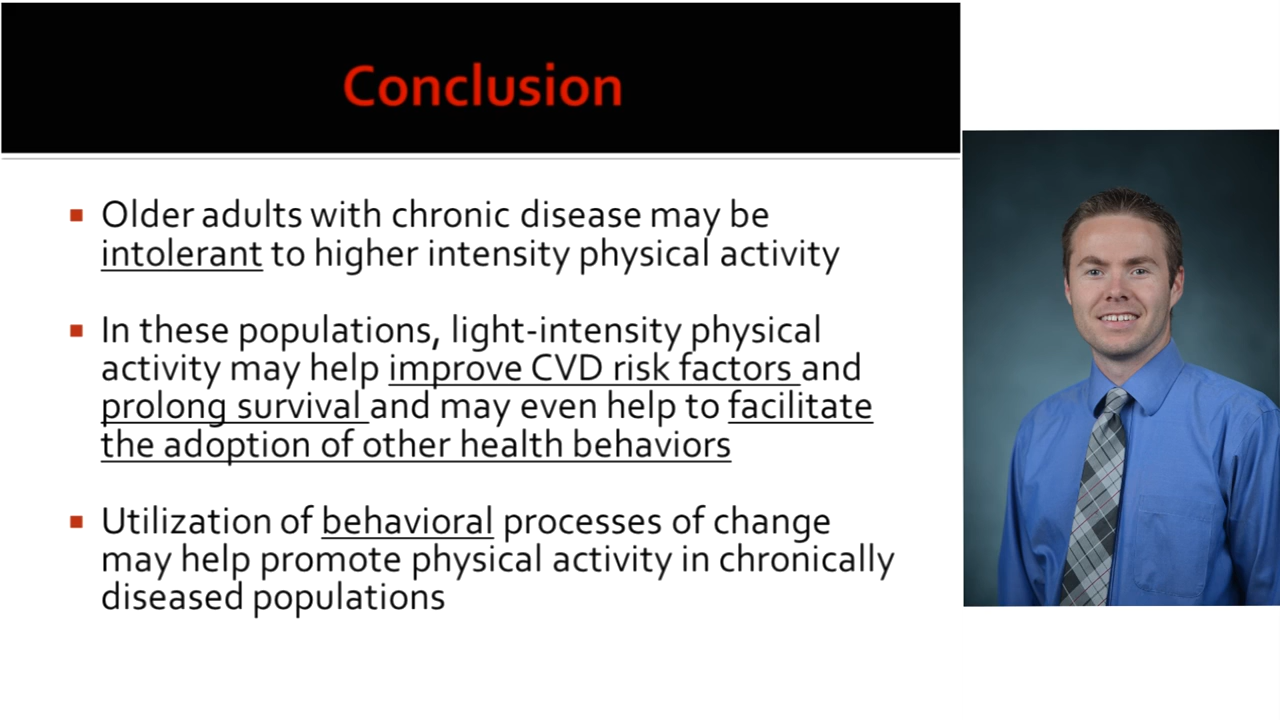 Conclusion
Older adults with chronic disease may be
intolerant to higher intensity physical activity
In these populations, light-intensity physical
activity may help improve CVD risk factors and
prolong survival and may even help to facilitate
the adoption of other health behaviors
Utilization of behavioral processes of change
may help promote physical activity in chronically
diseased populations